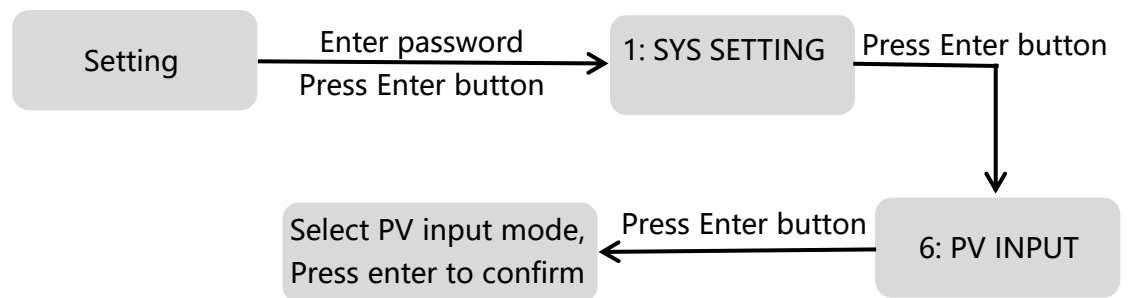 Setting
Enter password
Press Enter button
1: SYS SETTING
Press Enter button
6: PV INPUT
Press Enter button
Select PV input mode,
Press enter to confirm